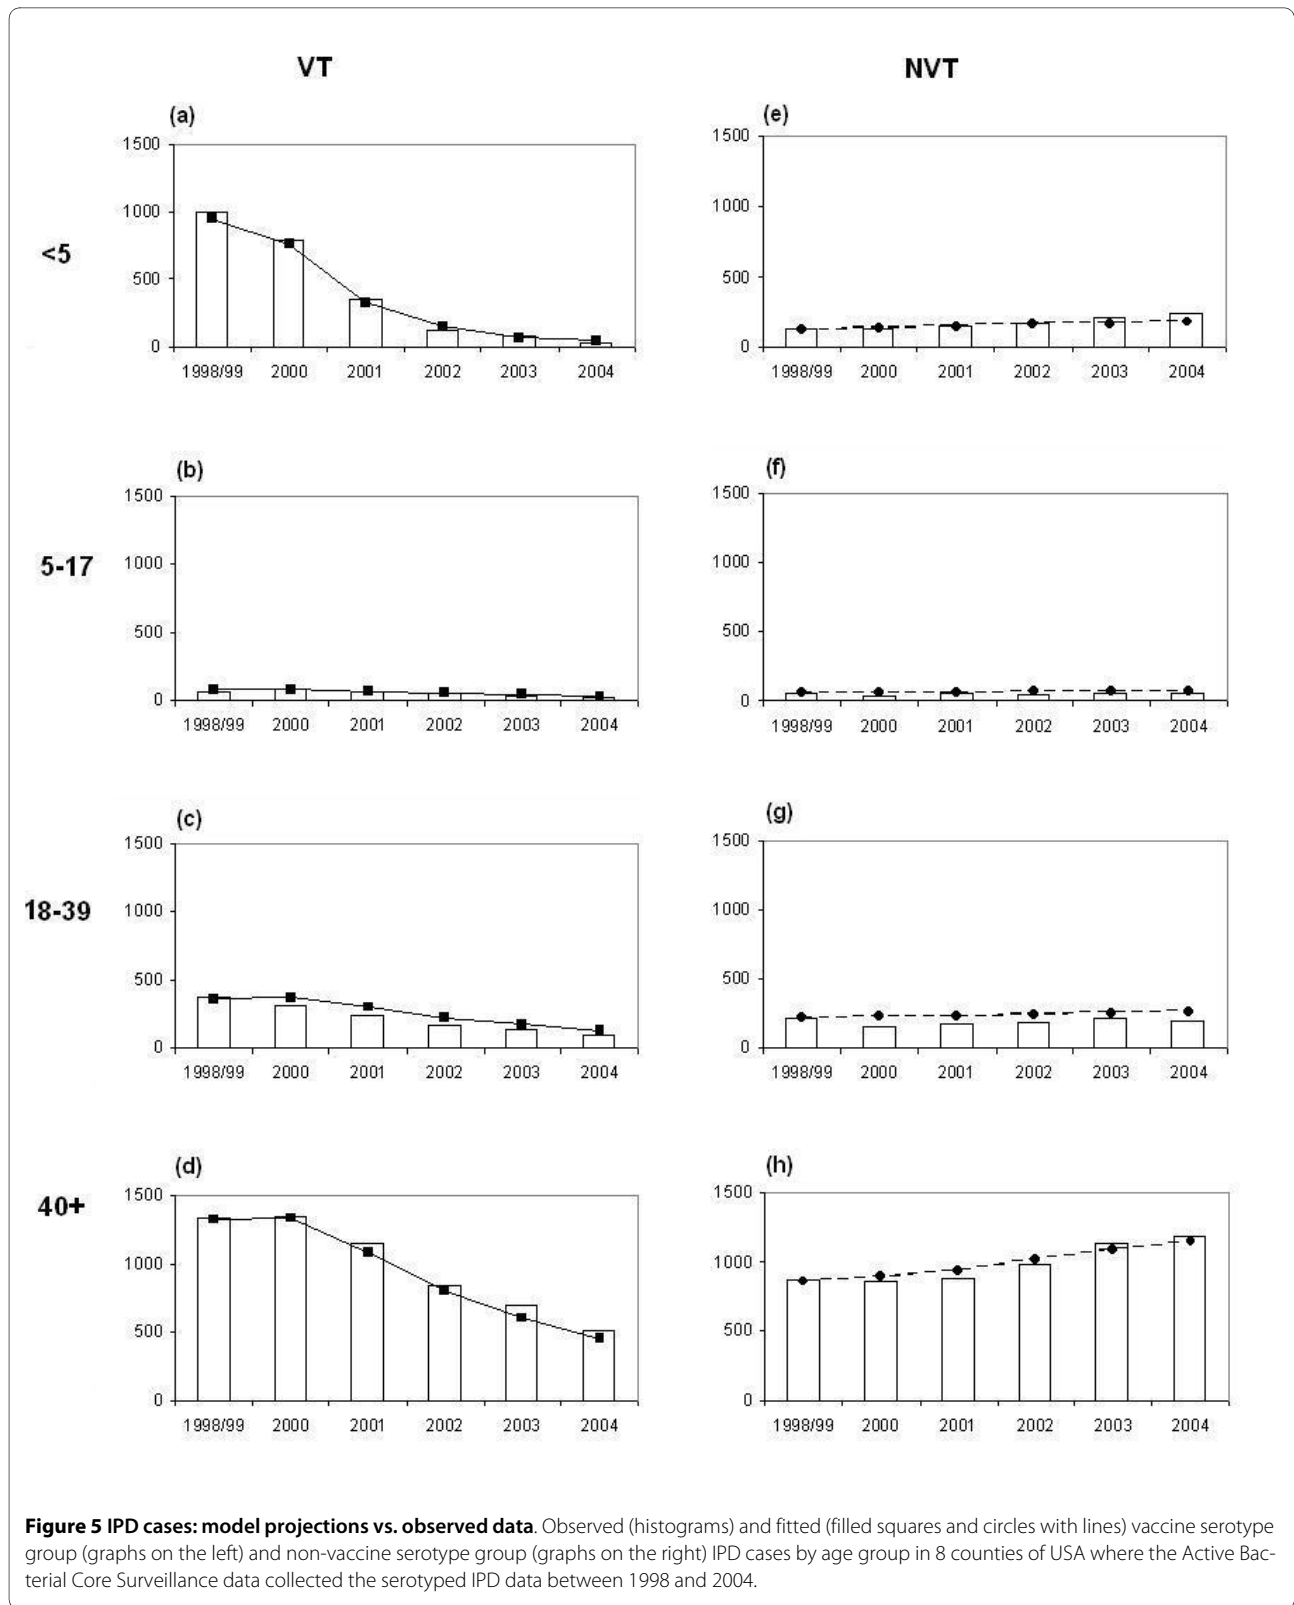 VT NVT
(a) (e)
1500 1500
1000 1000
<5
500 500
0 0
1998/99 2000 2001 2002 2003 2004 1998/99 2000 2001 2002 2003 2004
(b) (f)
1500 1500
5-17
1000 1000
500 500
0 0
1998/99 2000 2001 2002 2003 2004 1998/99 2000 2001 2002 2003 2004
(c) (g)
1500 1500
18-39
1000 1000
500 500
0 0
1998/99 2000 2001 2002 2003 2004 1998/99 2000 2001 2002 2003 2004
(d) (h)
40+
1500 1500
1000 1000
500 500
0 0
1998/99 2000 2001 2002 2003 2004 1998/99 2000 2001 2002 2003 2004
Figure 5 IPD cases: model projections vs. observed data. Observed (histograms) and fitted (filled squares and circles with lines) vaccine serotype
group (graphs on the left) and non-vaccine serotype group (graphs on the right) IPD cases by age group in 8 counties of USA where the Active Bac-
terial Core Surveillance data collected the serotyped IPD data between 1998 and 2004.